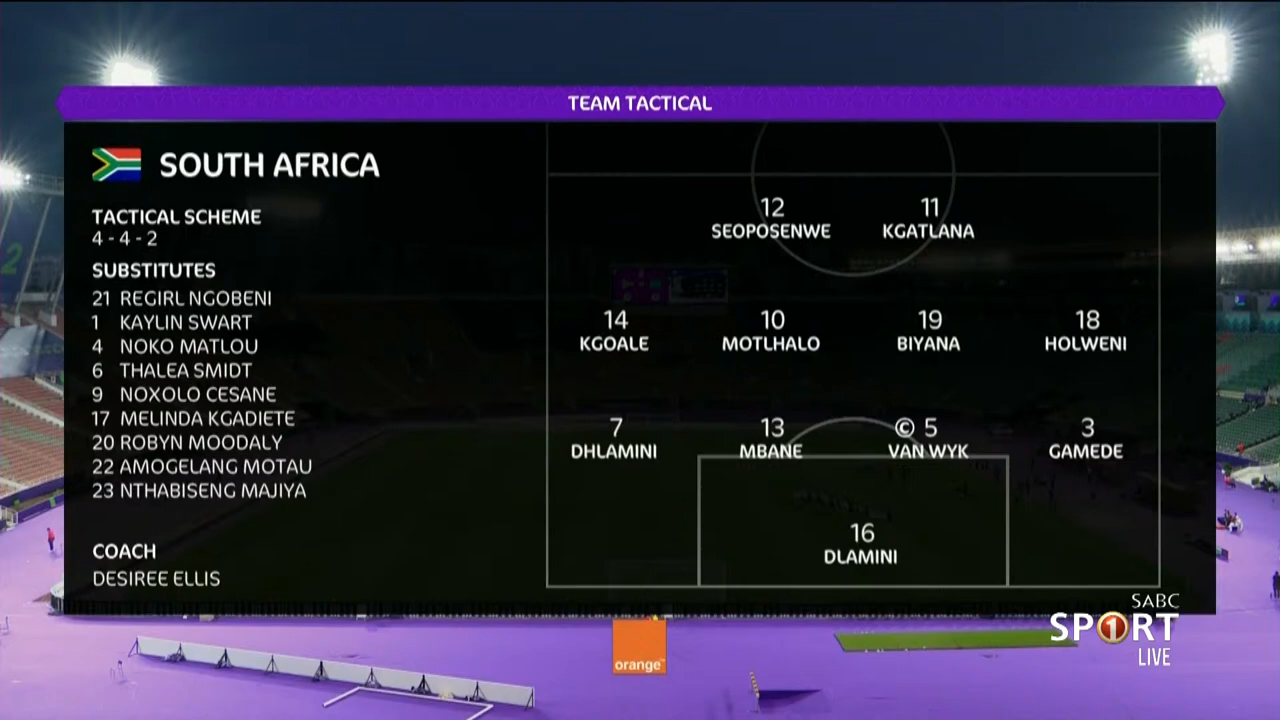 TEAM TACTICAL
SOUTH AFRICA
TACTICAL SCHEME
4 - 4 - 2
SUBSTITUTES
21 REGIRL NGOBENI
1 KAYLIN SWART
4 NOKO MATLOU
6 THALEA SMIDT
9 NOXOLO CESANE
17 MELINDA KGADIETE
20 ROBYN MOODALY
22 AMOGELANG MOTAU
23 NTHABISENG MAJIYA
COACH
DESIREE ELLIS
12 11
SEOPOSENWE KGATLANA
14 10 19 18
KGOALE MOTLHALO BIYANA HOLWENI
7 13 © 5 3
DHLAMINI MBANE VAN WYK GAMEDE
16
DLAMINI
2
orange™
SABC
SP1RT
LIVE